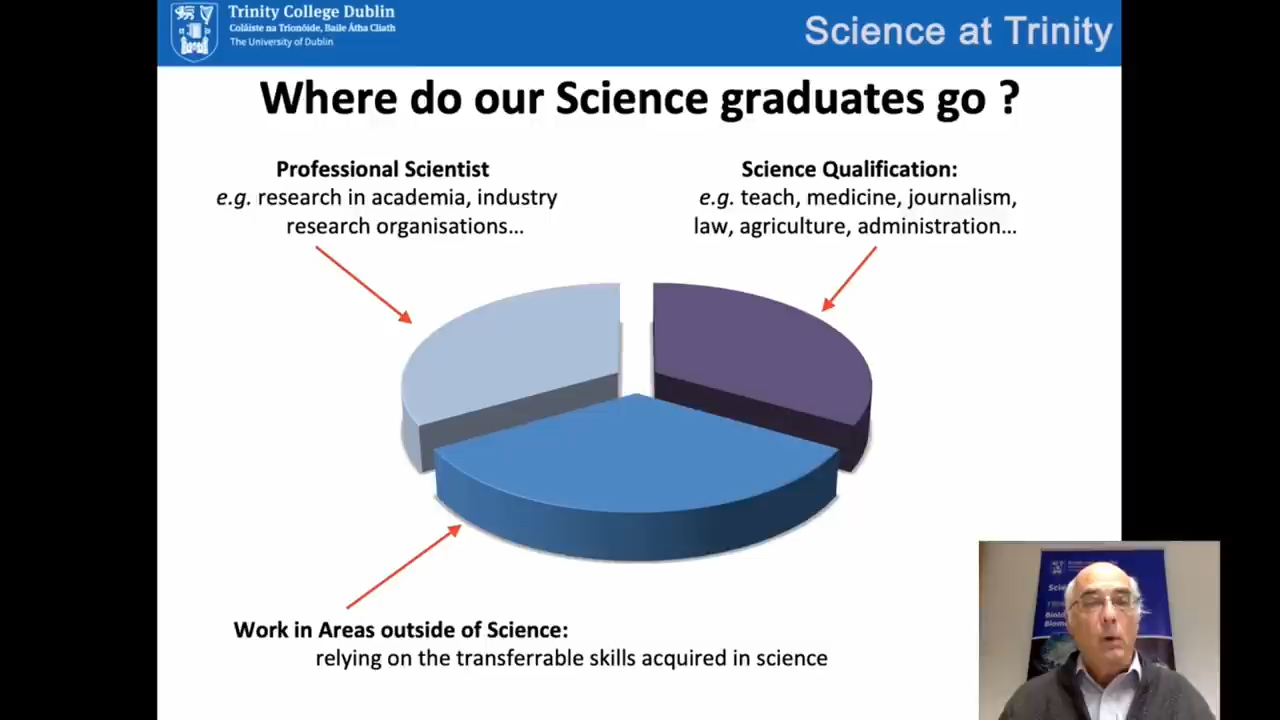 Trinity College Dublin
Coláiste na Tríonóide, Baile Átha Cliath
The University of Dublin
Science at Trinity
Where do our Science graduates go ?
Professional Scientist
e.g. research in academia, industry
research organisations...
Science Qualification:
e.g. teach, medicine, journalism,
law, agriculture, administration...
Work in Areas outside of Science:
relying on the transferrable skills acquired in science